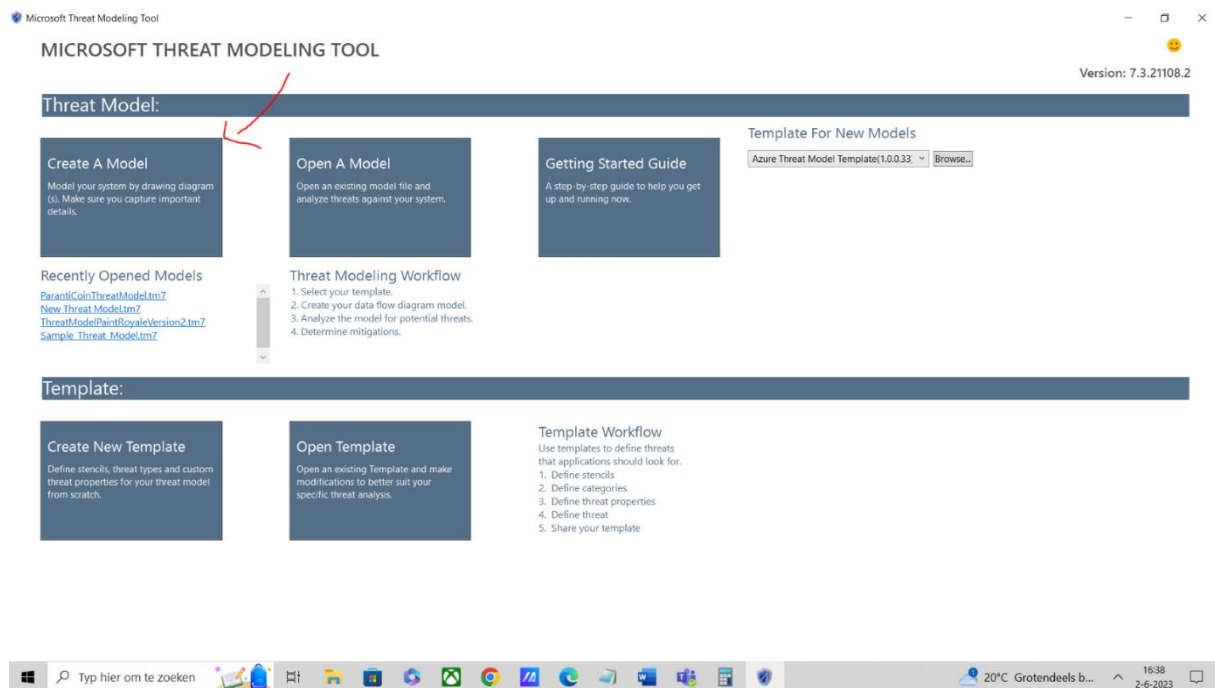 Microsoft Threat Modeling Tool
MICROSOFT THREAT MODELING TOOL
Version: 7.3.21108.2
Threat Model:
Create A Model
Model your system by drawing diagram
(s). Make sure you capture important
details.
Open A Model
Open an existing model file and
analyze threats against your system.
Getting Started Guide
A step-by-step guide to help you get
up and running now.
Template For New Models
Azure Threat Model Template(1.0.0.33)
Browse...
Recently Opened Models
ParantiCoinThreatModel.tm7
New Threat Model.tm7
ThreatModelPaintRoyaleVersion2.tm7
Sample_Threat_Model.tm7
Threat Modeling Workflow
1. Select your template.
2. Create your data flow diagram model.
3. Analyze the model for potential threats.
4. Determine mitigations.
Template:
Create New Template
Define stencils, threat types and custom
threat properties for your threat model
from scratch.
Open Template
Open an existing Template and make
modifications to better suit your
specific threat analysis.
Template Workflow
Use templates to define threats
that applications should look for.
1. Define stencils
2. Define categories
3. Define threat properties
4. Define threat
5. Share your template
Typ hier om te zoeken
20°C Grotendeels b...
16:38
2-6-2023